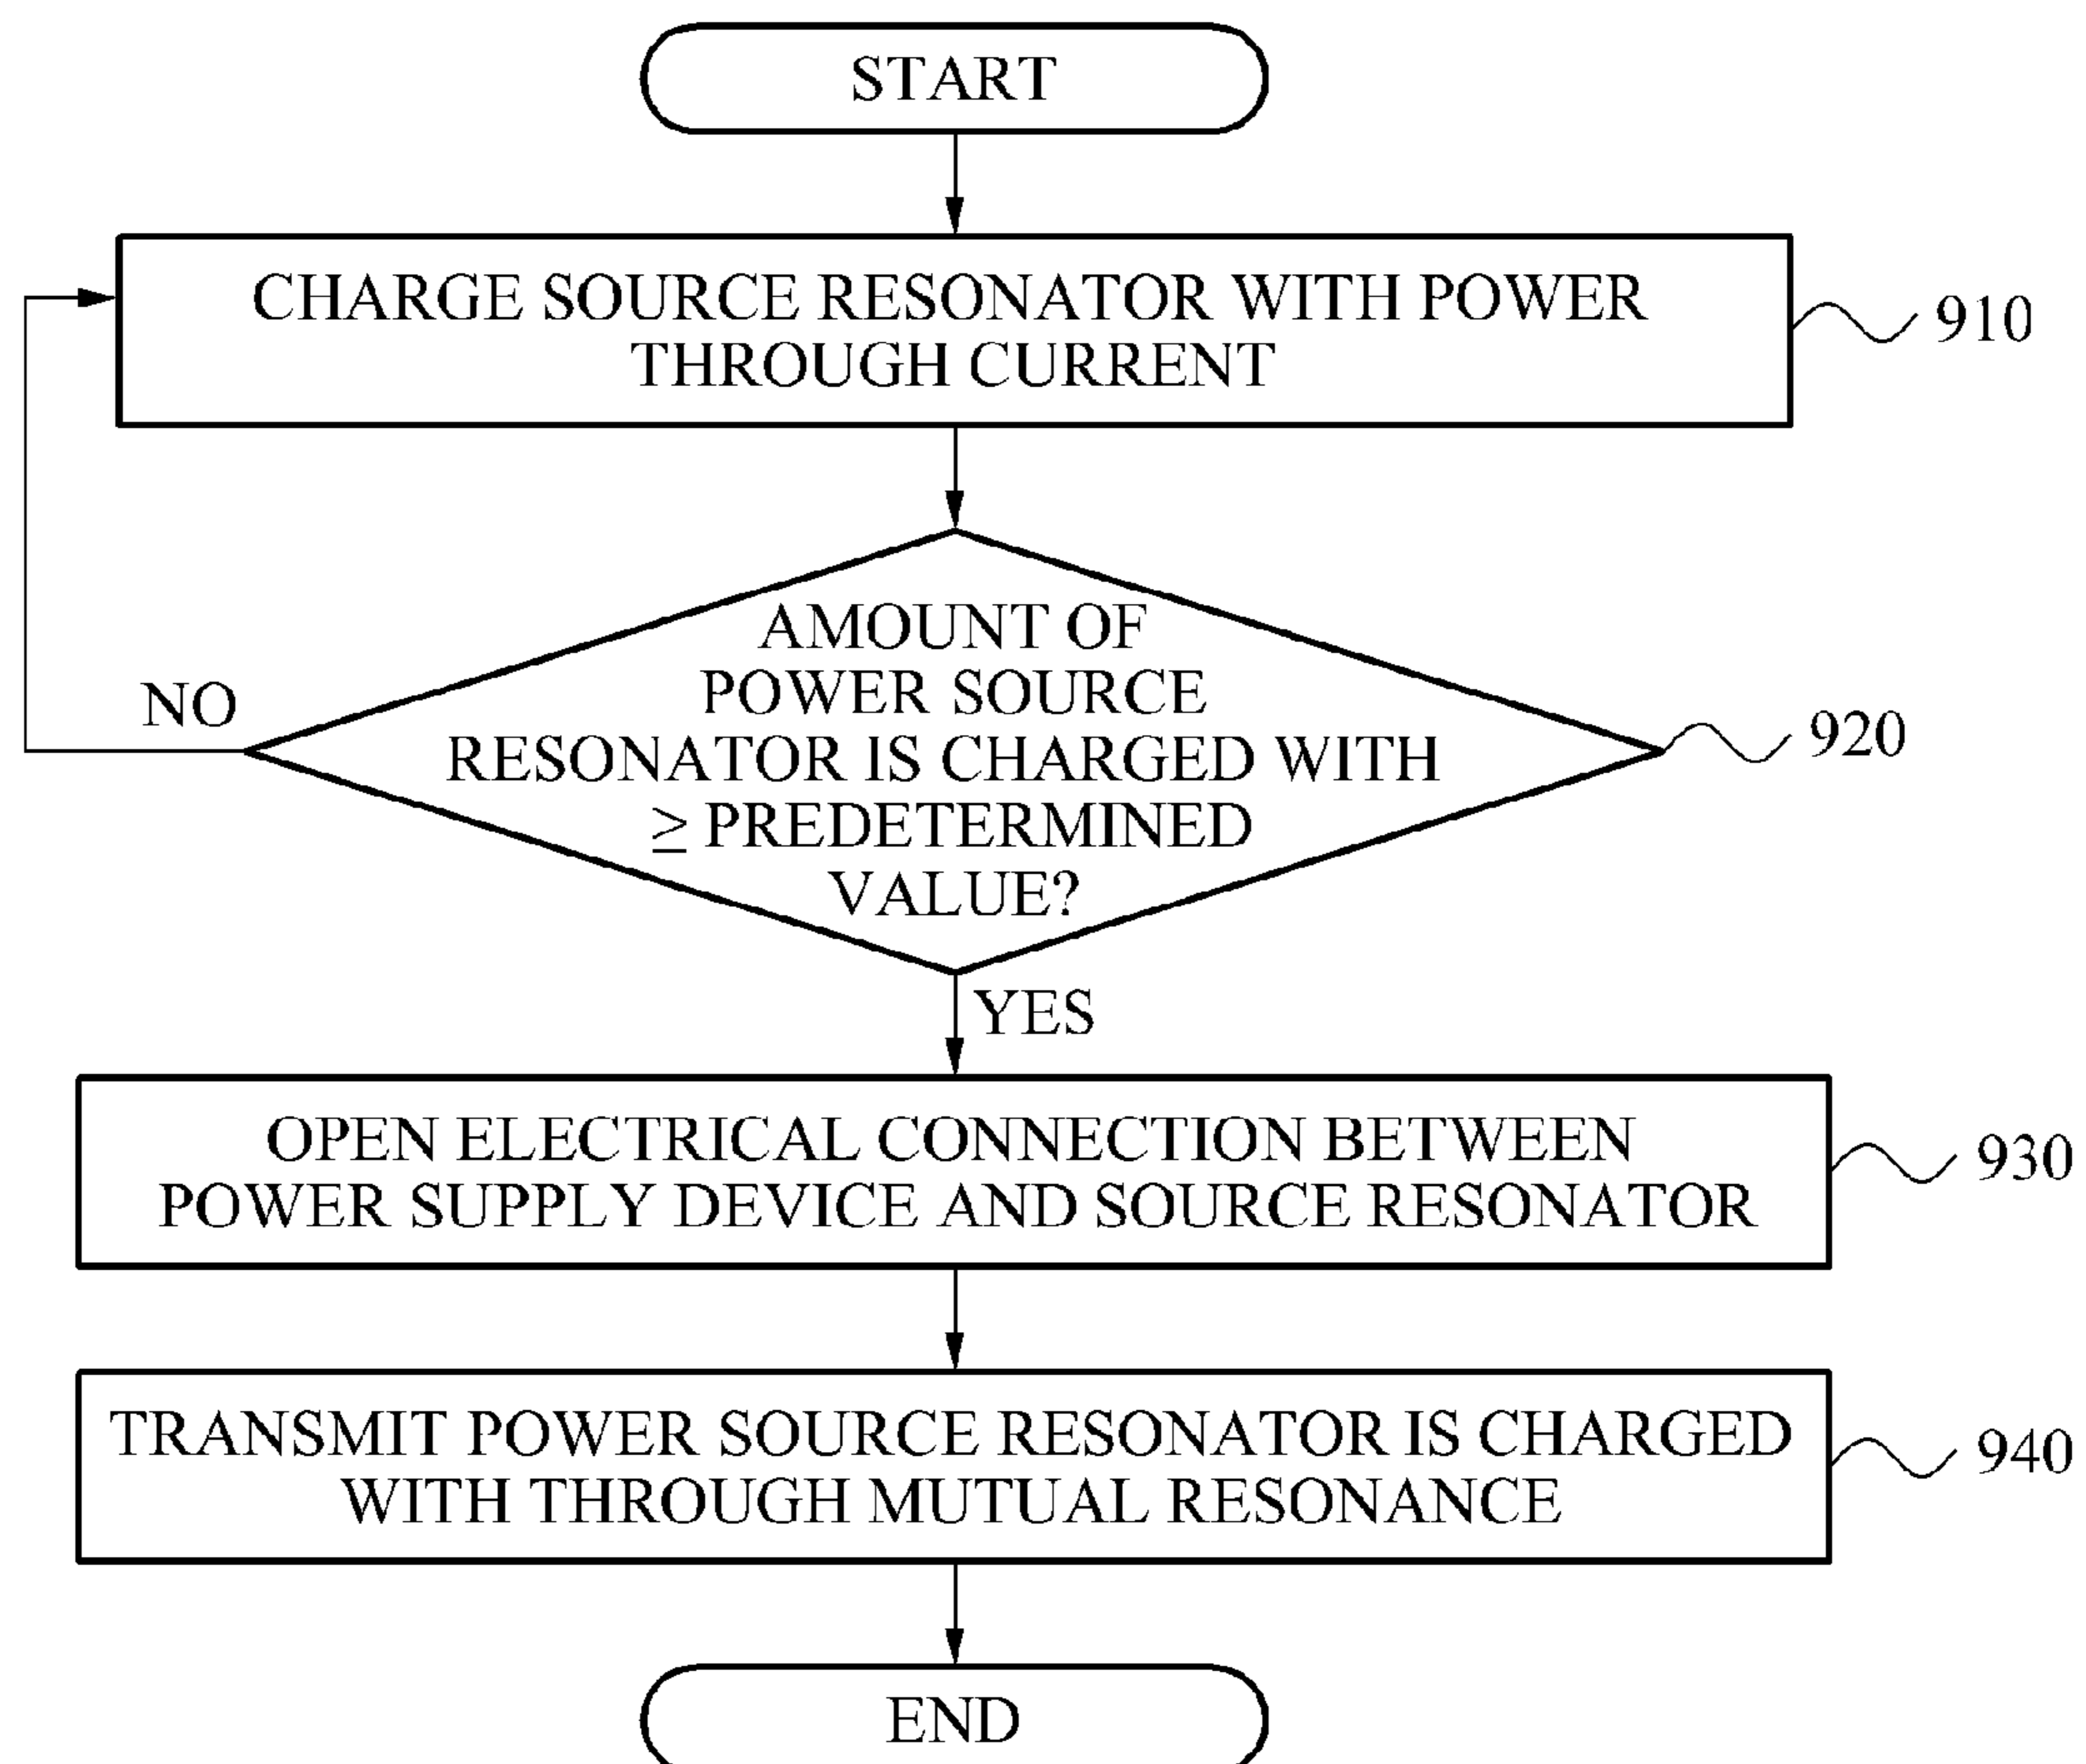 START
CHARGE SOURCE RESONATOR WITH POWER
THROUGH CURRENT
910
AMOUNT OF
POWER SOURCE
RESONATOR IS CHARGED WITH
≥ PREDETERMINED
VALUE?
920
NO
YES
OPEN ELECTRICAL CONNECTION BETWEEN
POWER SUPPLY DEVICE AND SOURCE RESONATOR
930
TRANSMIT POWER SOURCE RESONATOR IS CHARGED
WITH THROUGH MUTUAL RESONANCE
940
END